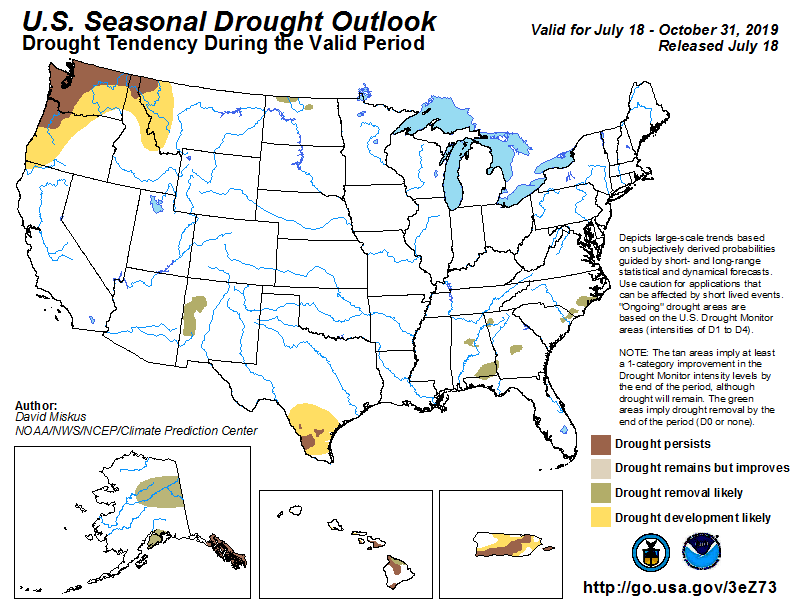 U.S. Seasonal Drought Outlook
Drought Tendency During the Valid Period
Valid for July 18 - October 31, 2019
Released July 18
Depicts large-scale trends based
on subjectively derived probabilities
guided by short- and long-range
statistical and dynamical forecasts.
Use caution for applications that
can be affected by short lived events.
"Ongoing" drought areas are
based on the U.S. Drought Monitor
areas (intensities of D1 to D4).
NOTE: The tan areas imply at least
a 1-category improvement in the
Drought Monitor intensity levels by
the end of the period, although
drought will remain. The green
areas imply drought removal by the
end of the period (D0 or none).
Author:
David Miskus
NOAA/NWS/NCEP/Climate Prediction Center
Drought persists
Drought remains but improves
Drought removal likely
Drought development likely
http://go.usa.gov/3eZ73